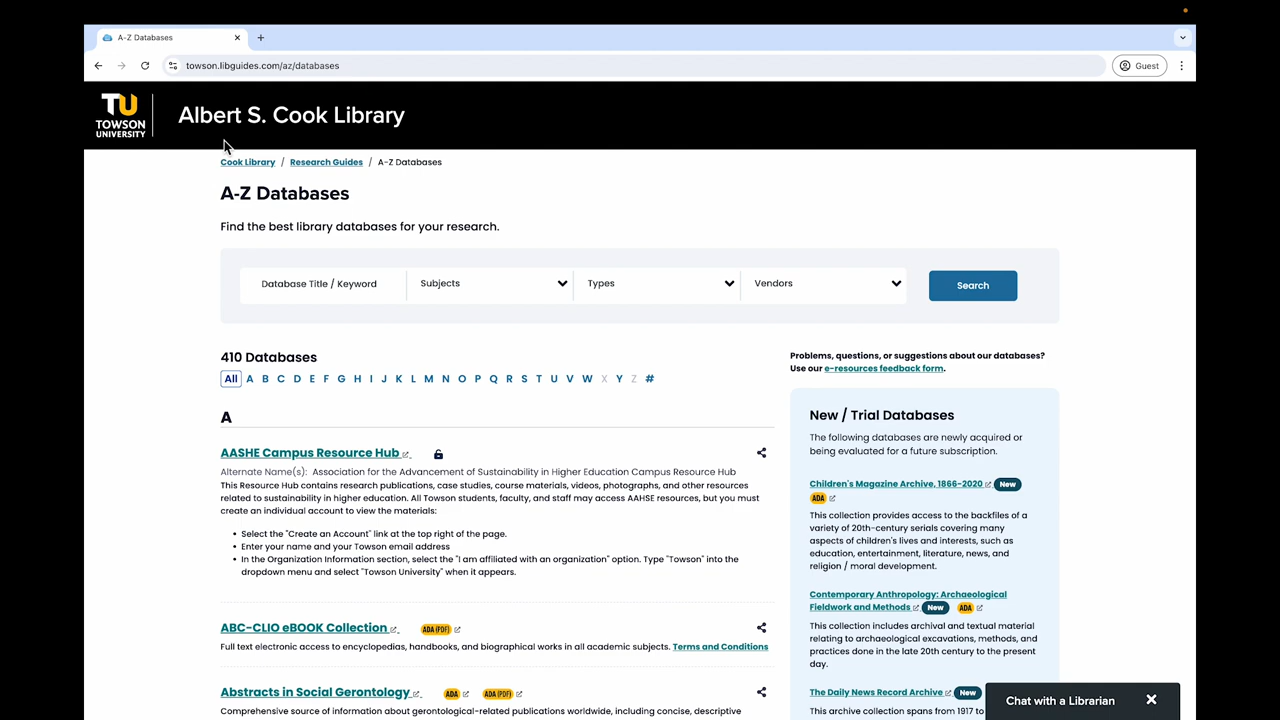 A-Z Databases
towson.libguides.com/az/databases
Guest
TU
TOWSON
UNIVERSITY
Albert S. Cook Library
Cook Library / Research Guides / A-Z Databases
A-Z Databases
Find the best library databases for your research.
Database Title / Keyword
Subjects
Types
Vendors
Search
410 Databases
All A B C D E F G H I J K L M N O P Q R S T U V W X Y Z #
A
AASHE Campus Resource Hub
Alternate Name(s): Association for the Advancement of Sustainability in Higher Education Campus Resource Hub
This Resource Hub contains research publications, case studies, course materials, videos, photographs, and other resources
related to sustainability in higher education. All Towson students, faculty, and staff may access AAHSE resources, but you must
create an individual account to view the materials:
• Select the "Create an Account" link at the top right of the page.
• Enter your name and your Towson email address
• In the Organization Information section, select the "I am affiliated with an organization" option. Type "Towson" into the
dropdown menu and select "Towson University" when it appears.
ABC-CLIO eBOOK Collection ADA (PDF)
Full text electronic access to encyclopedias, handbooks, and biographical works in all academic subjects. Terms and Conditions
Abstracts in Social Gerontology ADA ADA (PDF)
Comprehensive source of information about gerontological-related publications worldwide, including concise, descriptive
Problems, questions, or suggestions about our databases?
Use our e-resources feedback form.
New / Trial Databases
The following databases are newly acquired or
being evaluated for a future subscription.
Children's Magazine Archive, 1866-2020 New
ADA
This collection provides access to the backfiles of a
variety of 20th-century serials covering many
aspects of children's lives and interests, such as
education, entertainment, literature, news, and
religion / moral development.
Contemporary Anthropology: Archaeological
Fieldwork and Methods New ADA
This collection includes archival and textual material
relating to archaeological excavations, methods, and
practices done in the late 20th century to the present
day.
The Daily News Record Archive New
This archive collection spans from 1917 to
Chat with a Librarian